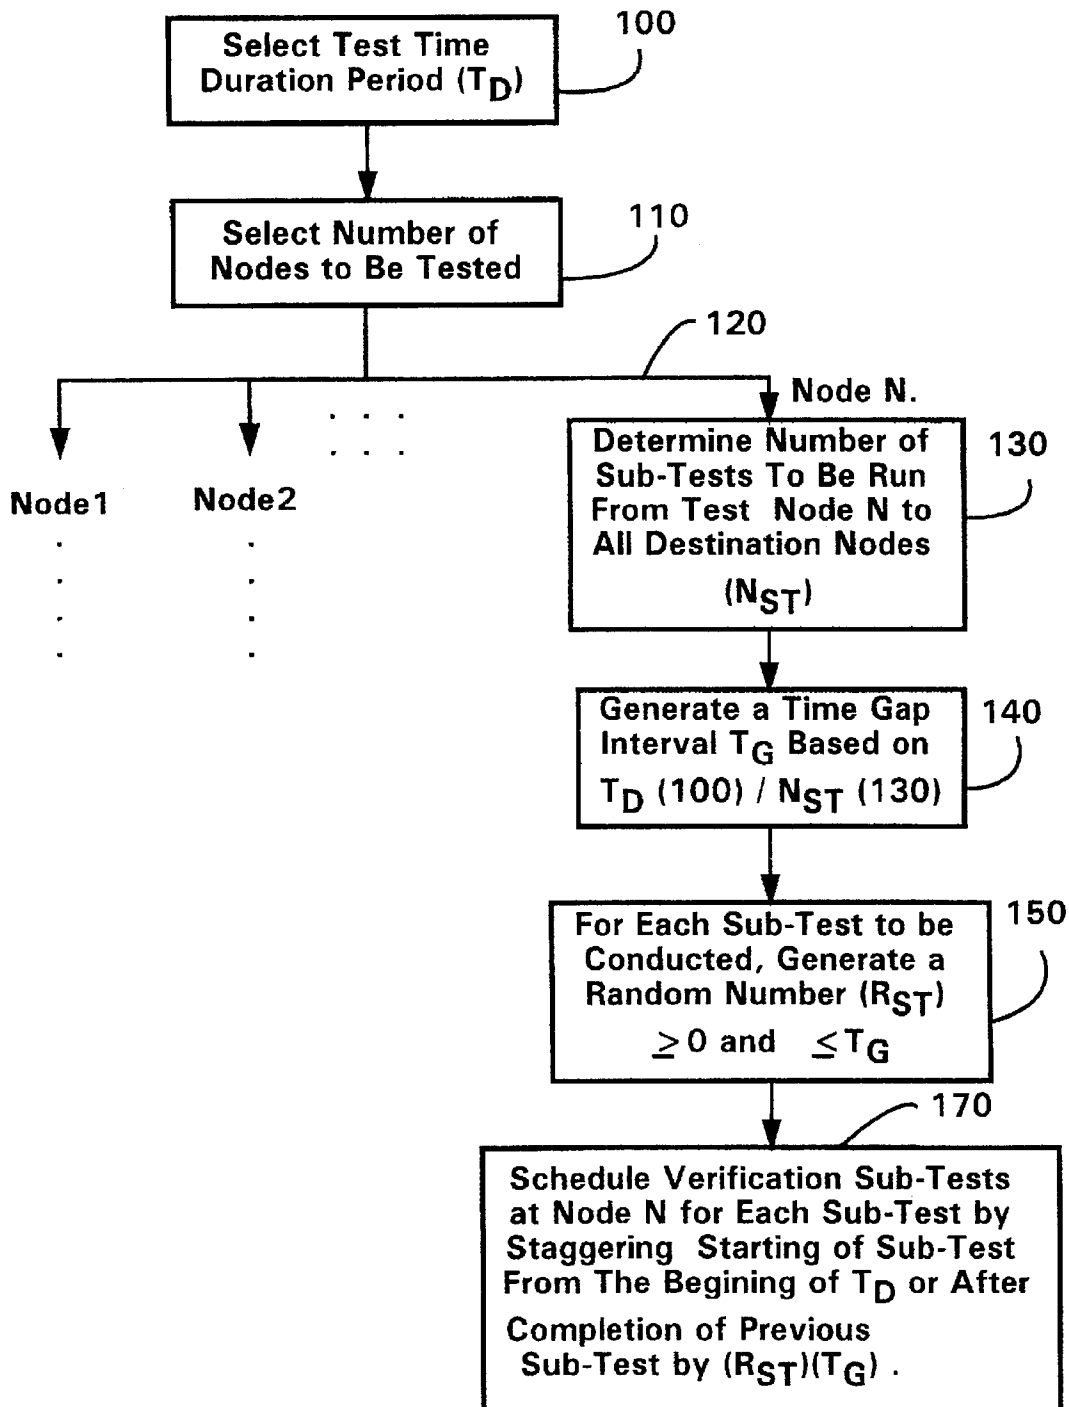 100
Select Test Time
Duration Period (TD)
110
Select Number of
Nodes to Be Tested
120
Node N.
Node1
Node2
130
Determine Number of
Sub-Tests To Be Run
From Test Node N to
All Destination Nodes
(NST)
140
Generate a Time Gap
Interval TG Based on
TD (100) / NST (130)
150
For Each Sub-Test to be
Conducted, Generate a
Random Number (RST)
≥0 and ≤TG
170
Schedule Verification Sub-Tests
at Node N for Each Sub-Test by
Staggering Starting of Sub-Test
From The Begining of TD or After
Completion of Previous
Sub-Test by (RST)(TG) .